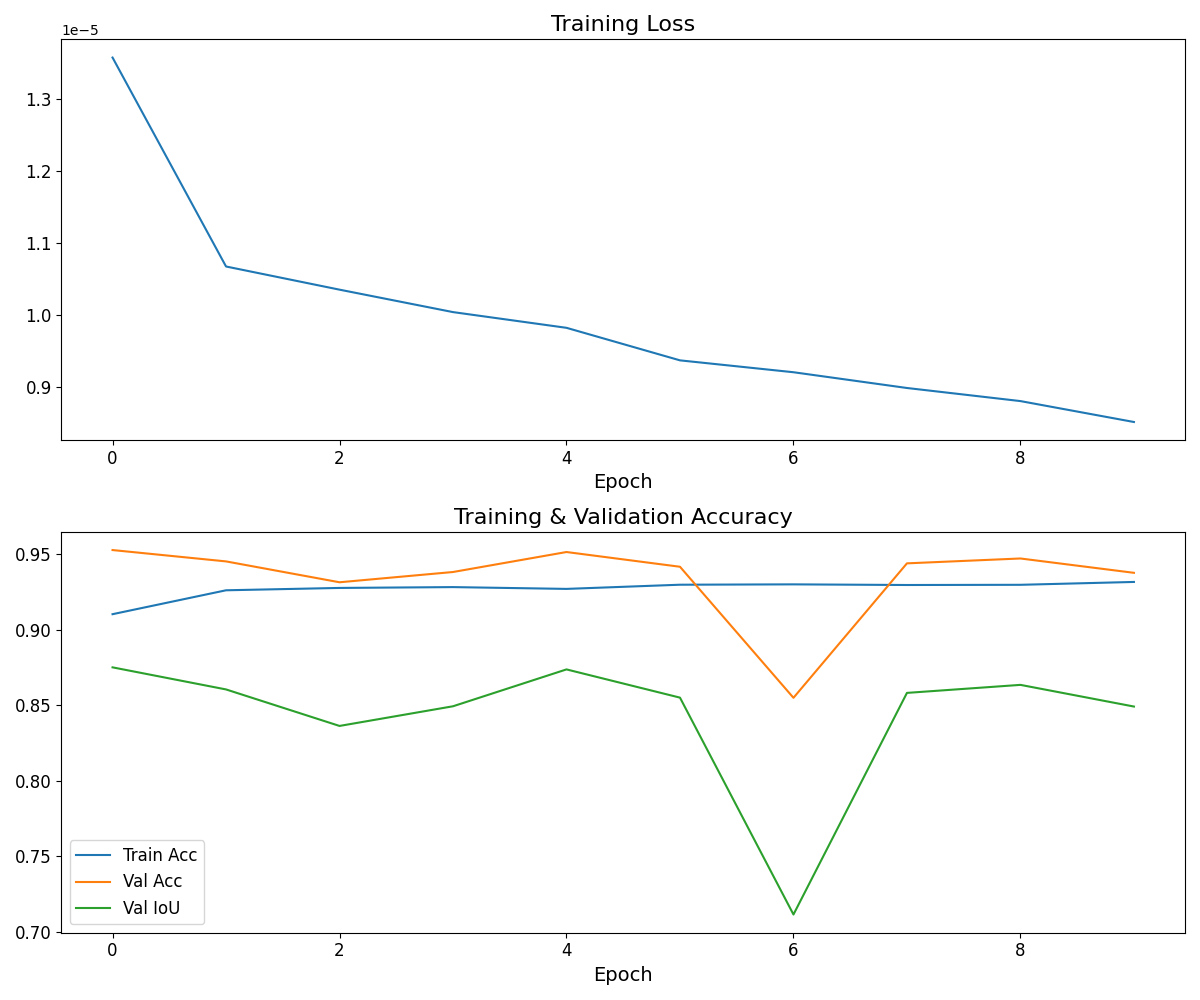 Training Loss
1e−5
1.3
1.2
1.1
1.0
0.9
0 2 4 6 8
Epoch
Training & Validation Accuracy
0.95
0.90
0.85
0.80
0.75
0.70
Train Acc
Val Acc
Val IoU
0 2 4 6 8
Epoch